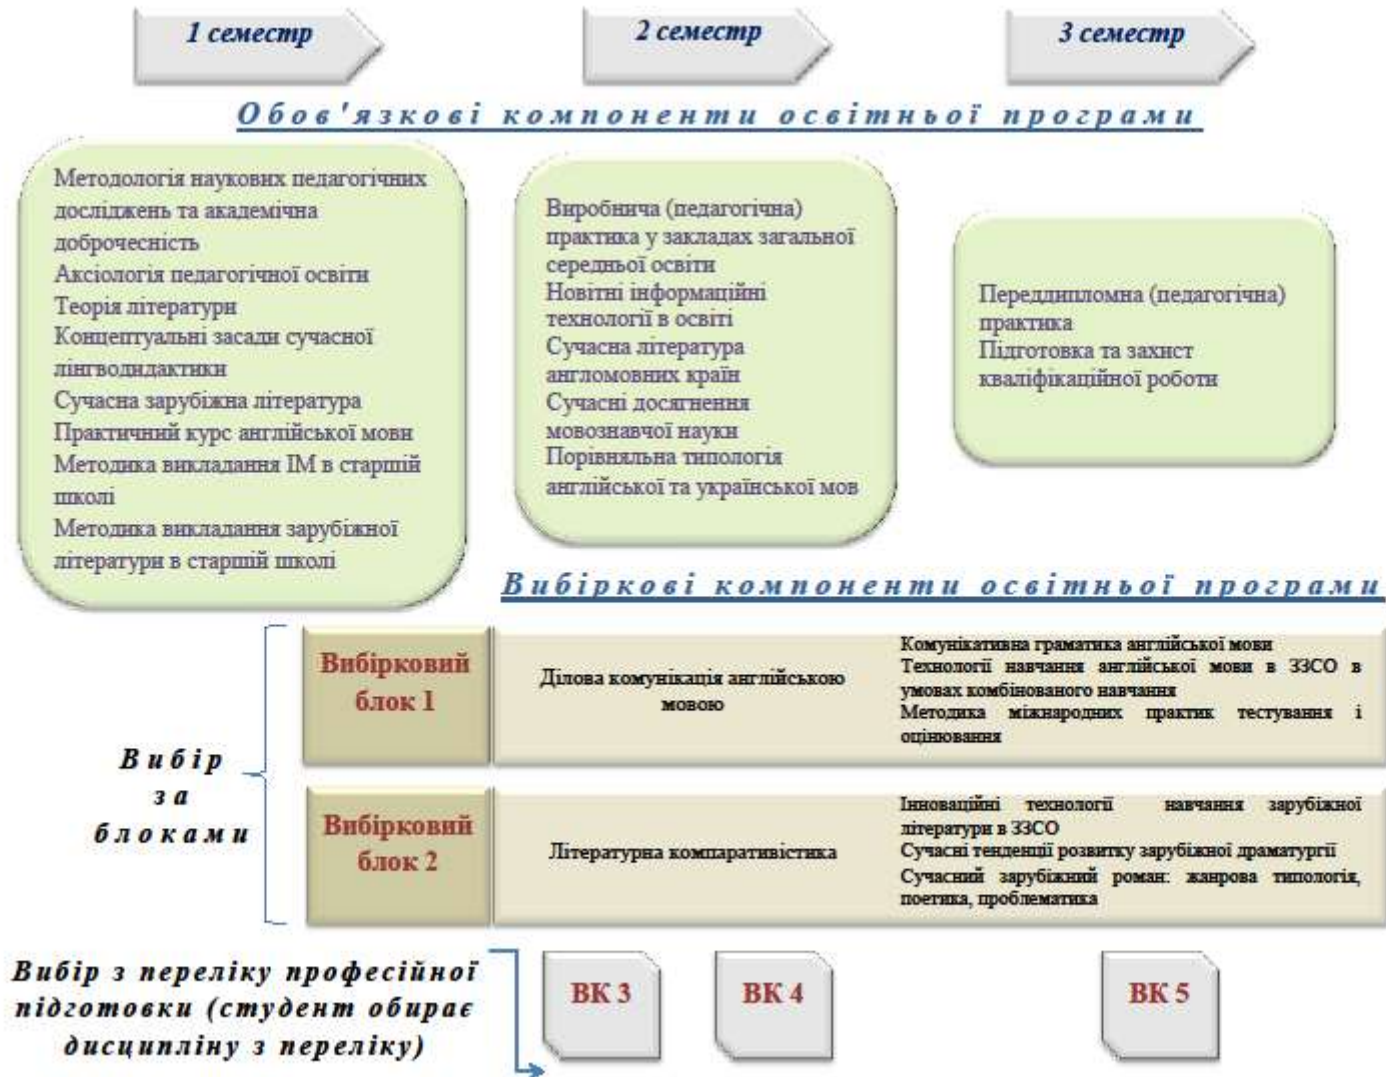 1 семестр
2 семестр
3 семестр
Обов'язкові компоненти освітньої програми
Методологія наукових педагогічних
досліджень та академічна
доброчесність
Аксіологія педагогічної освіти
Теорія літератури
Концептуальні засади сучасної
лінгводидактики
Сучасна зарубіжна література
Практичний курс англійської мови
Методика викладання ІМ в старшій
школі
Методика викладання зарубіжної
літератури в старшій школі
Виробнича (педагогічна)
практика у закладах загальної
середньої освіти
Новітні інформаційні
технології в освіті
Сучасна література
англомовних країн
Сучасні досягнення
мовознавчої науки
Порівняльна типологія
англійської та української мов
Переддипломна (педагогічна)
практика
Підготовка та захист
кваліфікаційної роботи
Вибіркові компоненти освітньої програми
Вибір
за
блоками
Вибірковий
блок 1
Ділова комунікація англійською
мовою
Комунікативна граматика англійської мови
Технології навчання англійської мови в ЗЗСО в
умовах комбінованого навчання
Методика міжнародних практик тестування і
оцінювання
Вибірковий
блок 2
Літературна компаративістика
Інноваційні технології навчання зарубіжної
літератури в ЗЗСО
Сучасні тенденції розвитку зарубіжної драматургії
Сучасний зарубіжний роман: жанрова типологія,
поетика, проблематика
Вибір з переліку професійної
підготовки (студент обирає
дисципліну з переліку)
ВК 3
ВК 4
ВК 5